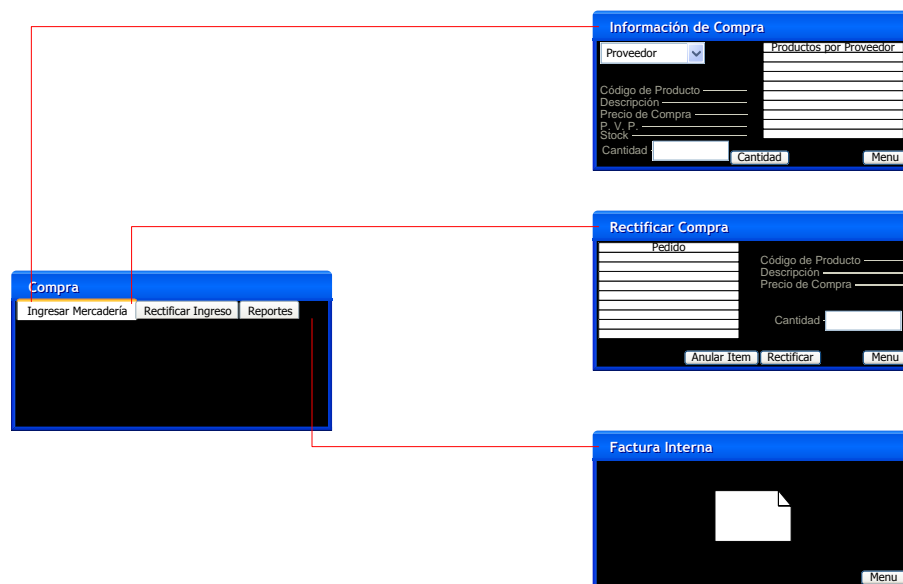 Información de Compra
Proveedor
Productos por Proveedor
Código de Producto
Descripción
Precio de Compra
P. V. P.
Stock
Cantidad
Cantidad
Menu
Rectificar Compra
Pedido
Código de Producto
Descripción
Precio de Compra
Cantidad
Anular Item
Rectificar
Menu
Compra
Ingresar Mercadería
Rectificar Ingreso
Reportes
Factura Interna
Menu